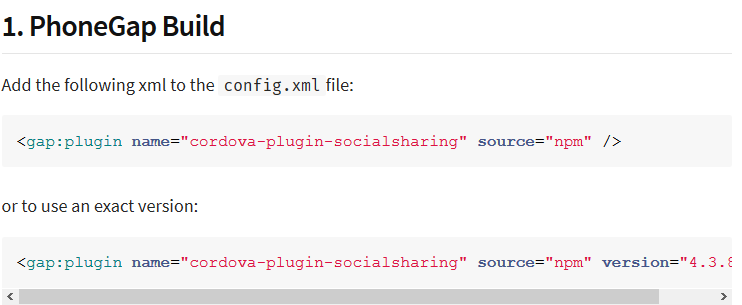 1. PhoneGap Build
Add the following xml to the config.xml file:
<gap:plugin name="cordova-plugin-socialsharing" source="npm" />
or to use an exact version:
<gap:plugin name="cordova-plugin-socialsharing" source="npm" version="4.3.8